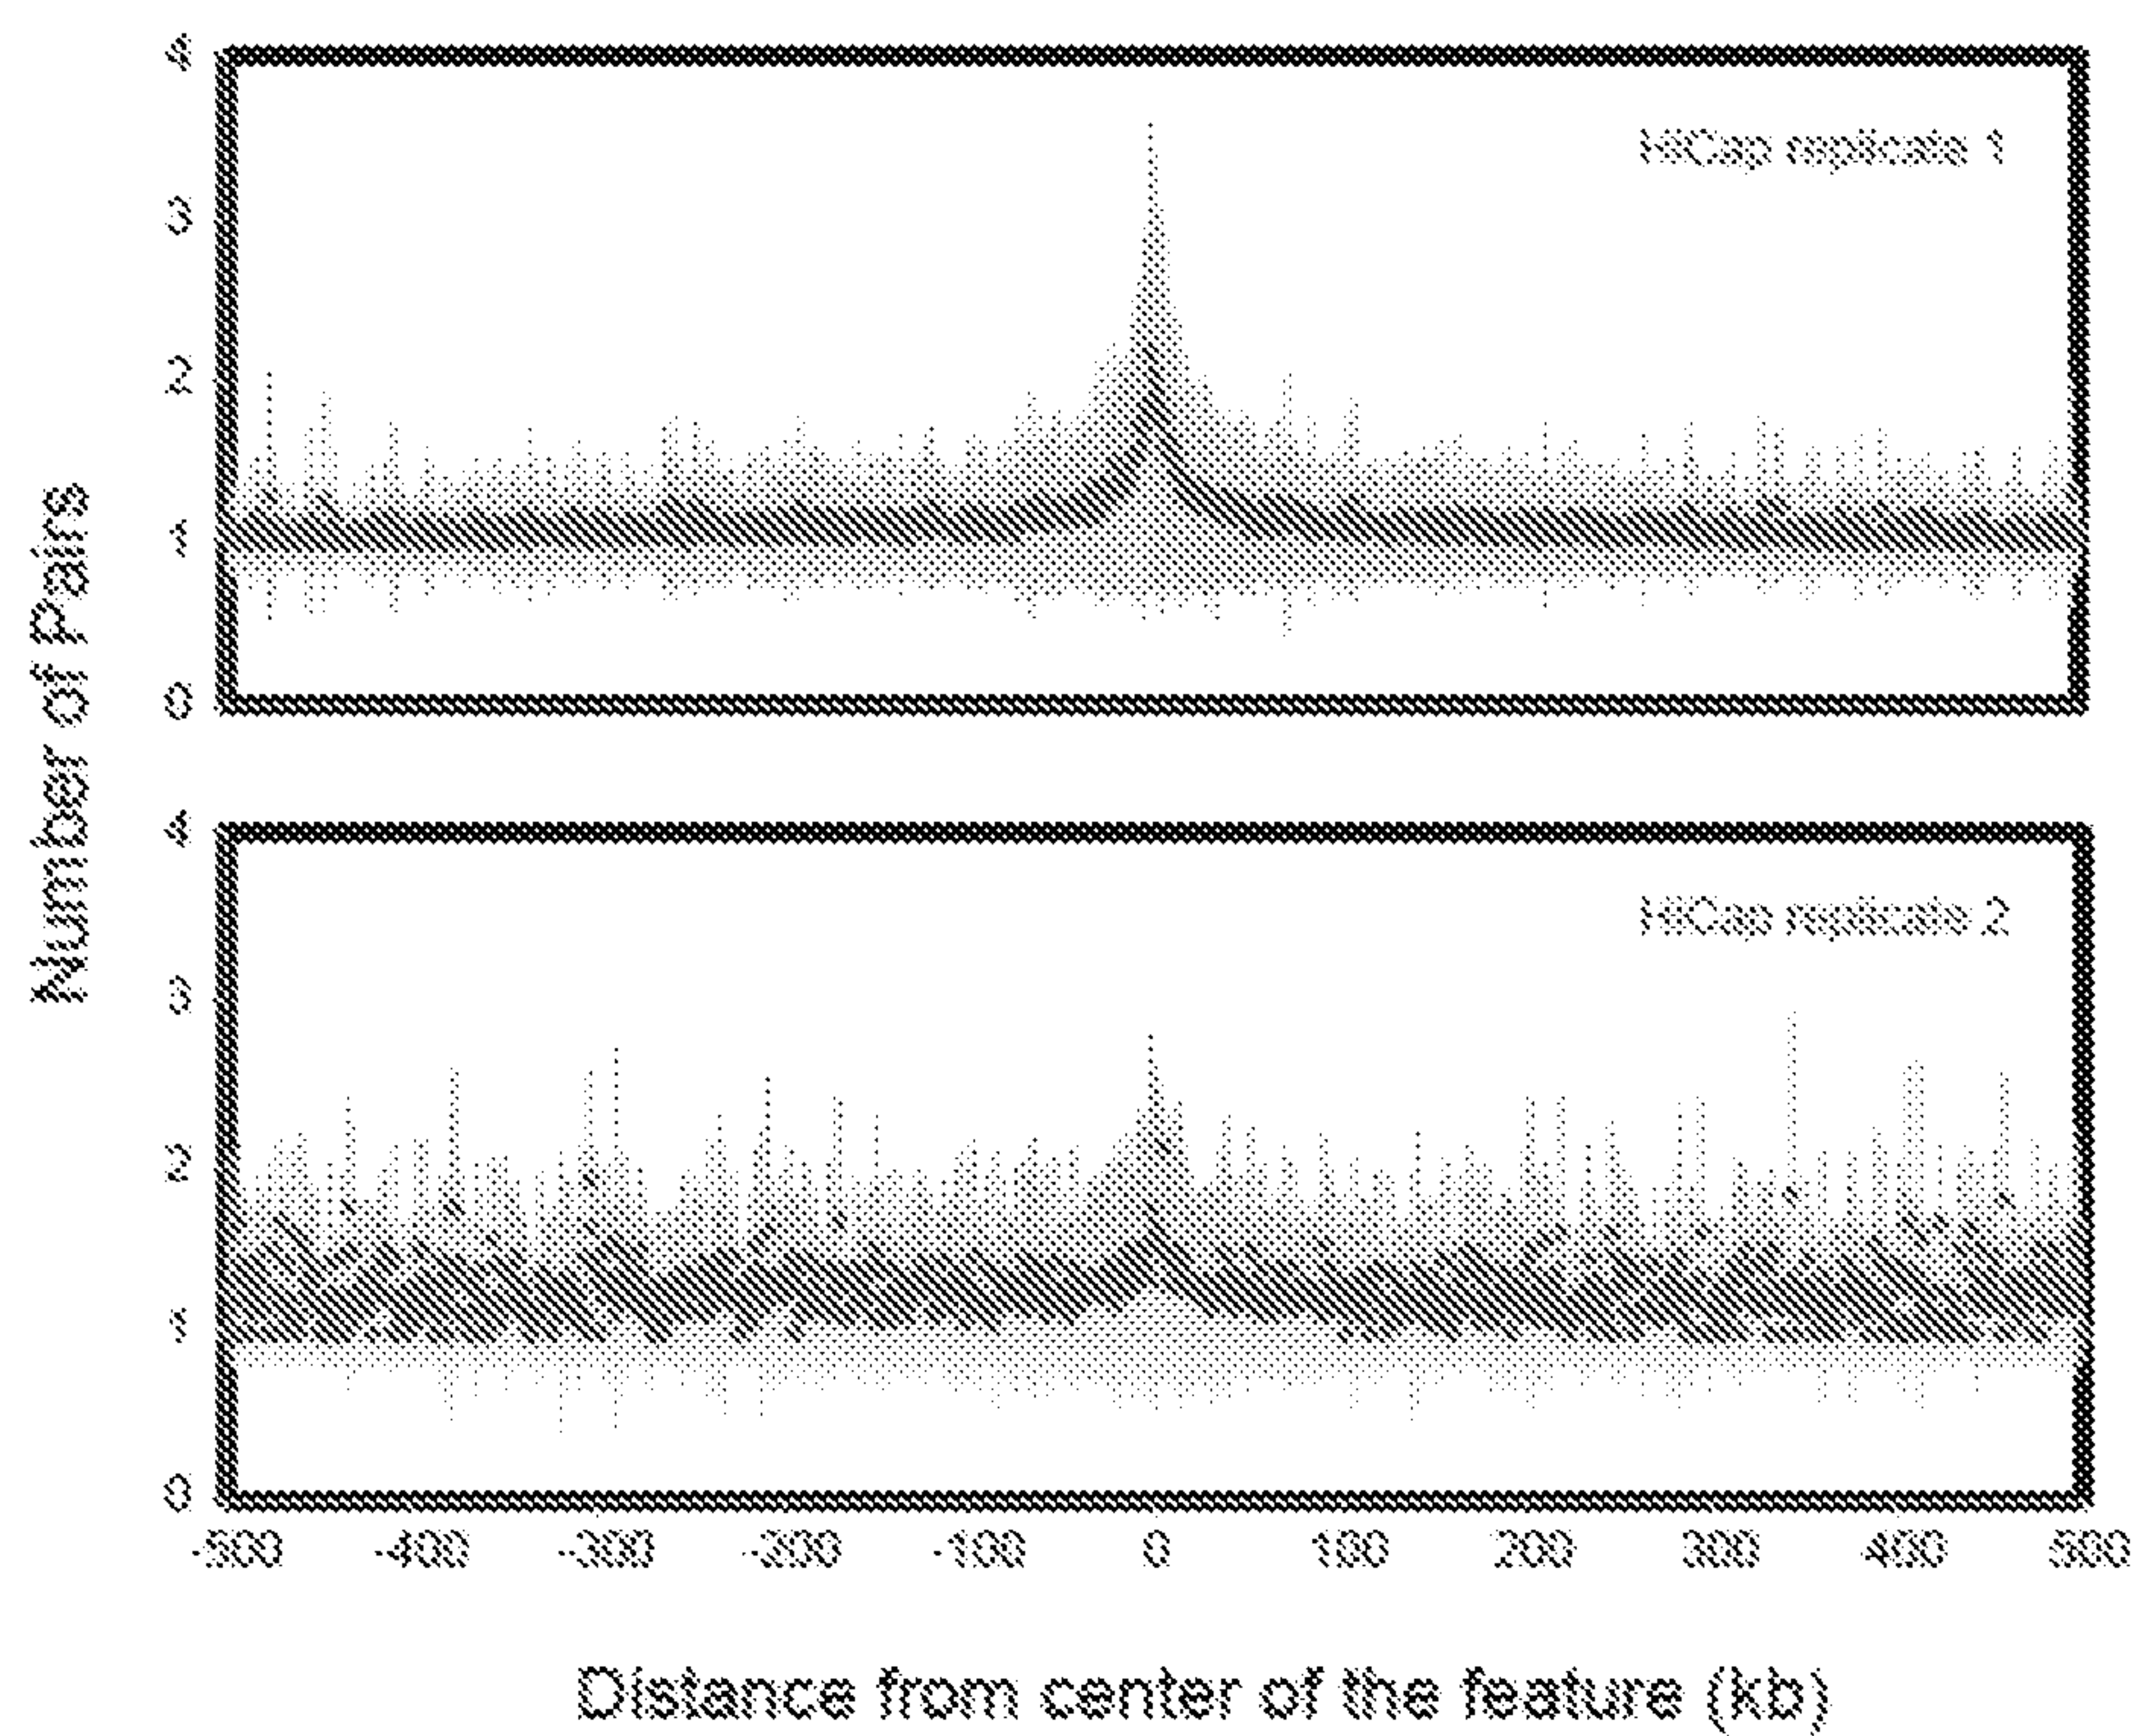 Number of Pairs
4
3
2
1
0
HiCap replicate 1
4
3
2
1
0
HiCap replicate 2
-500 -400 -300 -200 -100 0 100 200 300 400 500
Distance from center of the feature (kb)